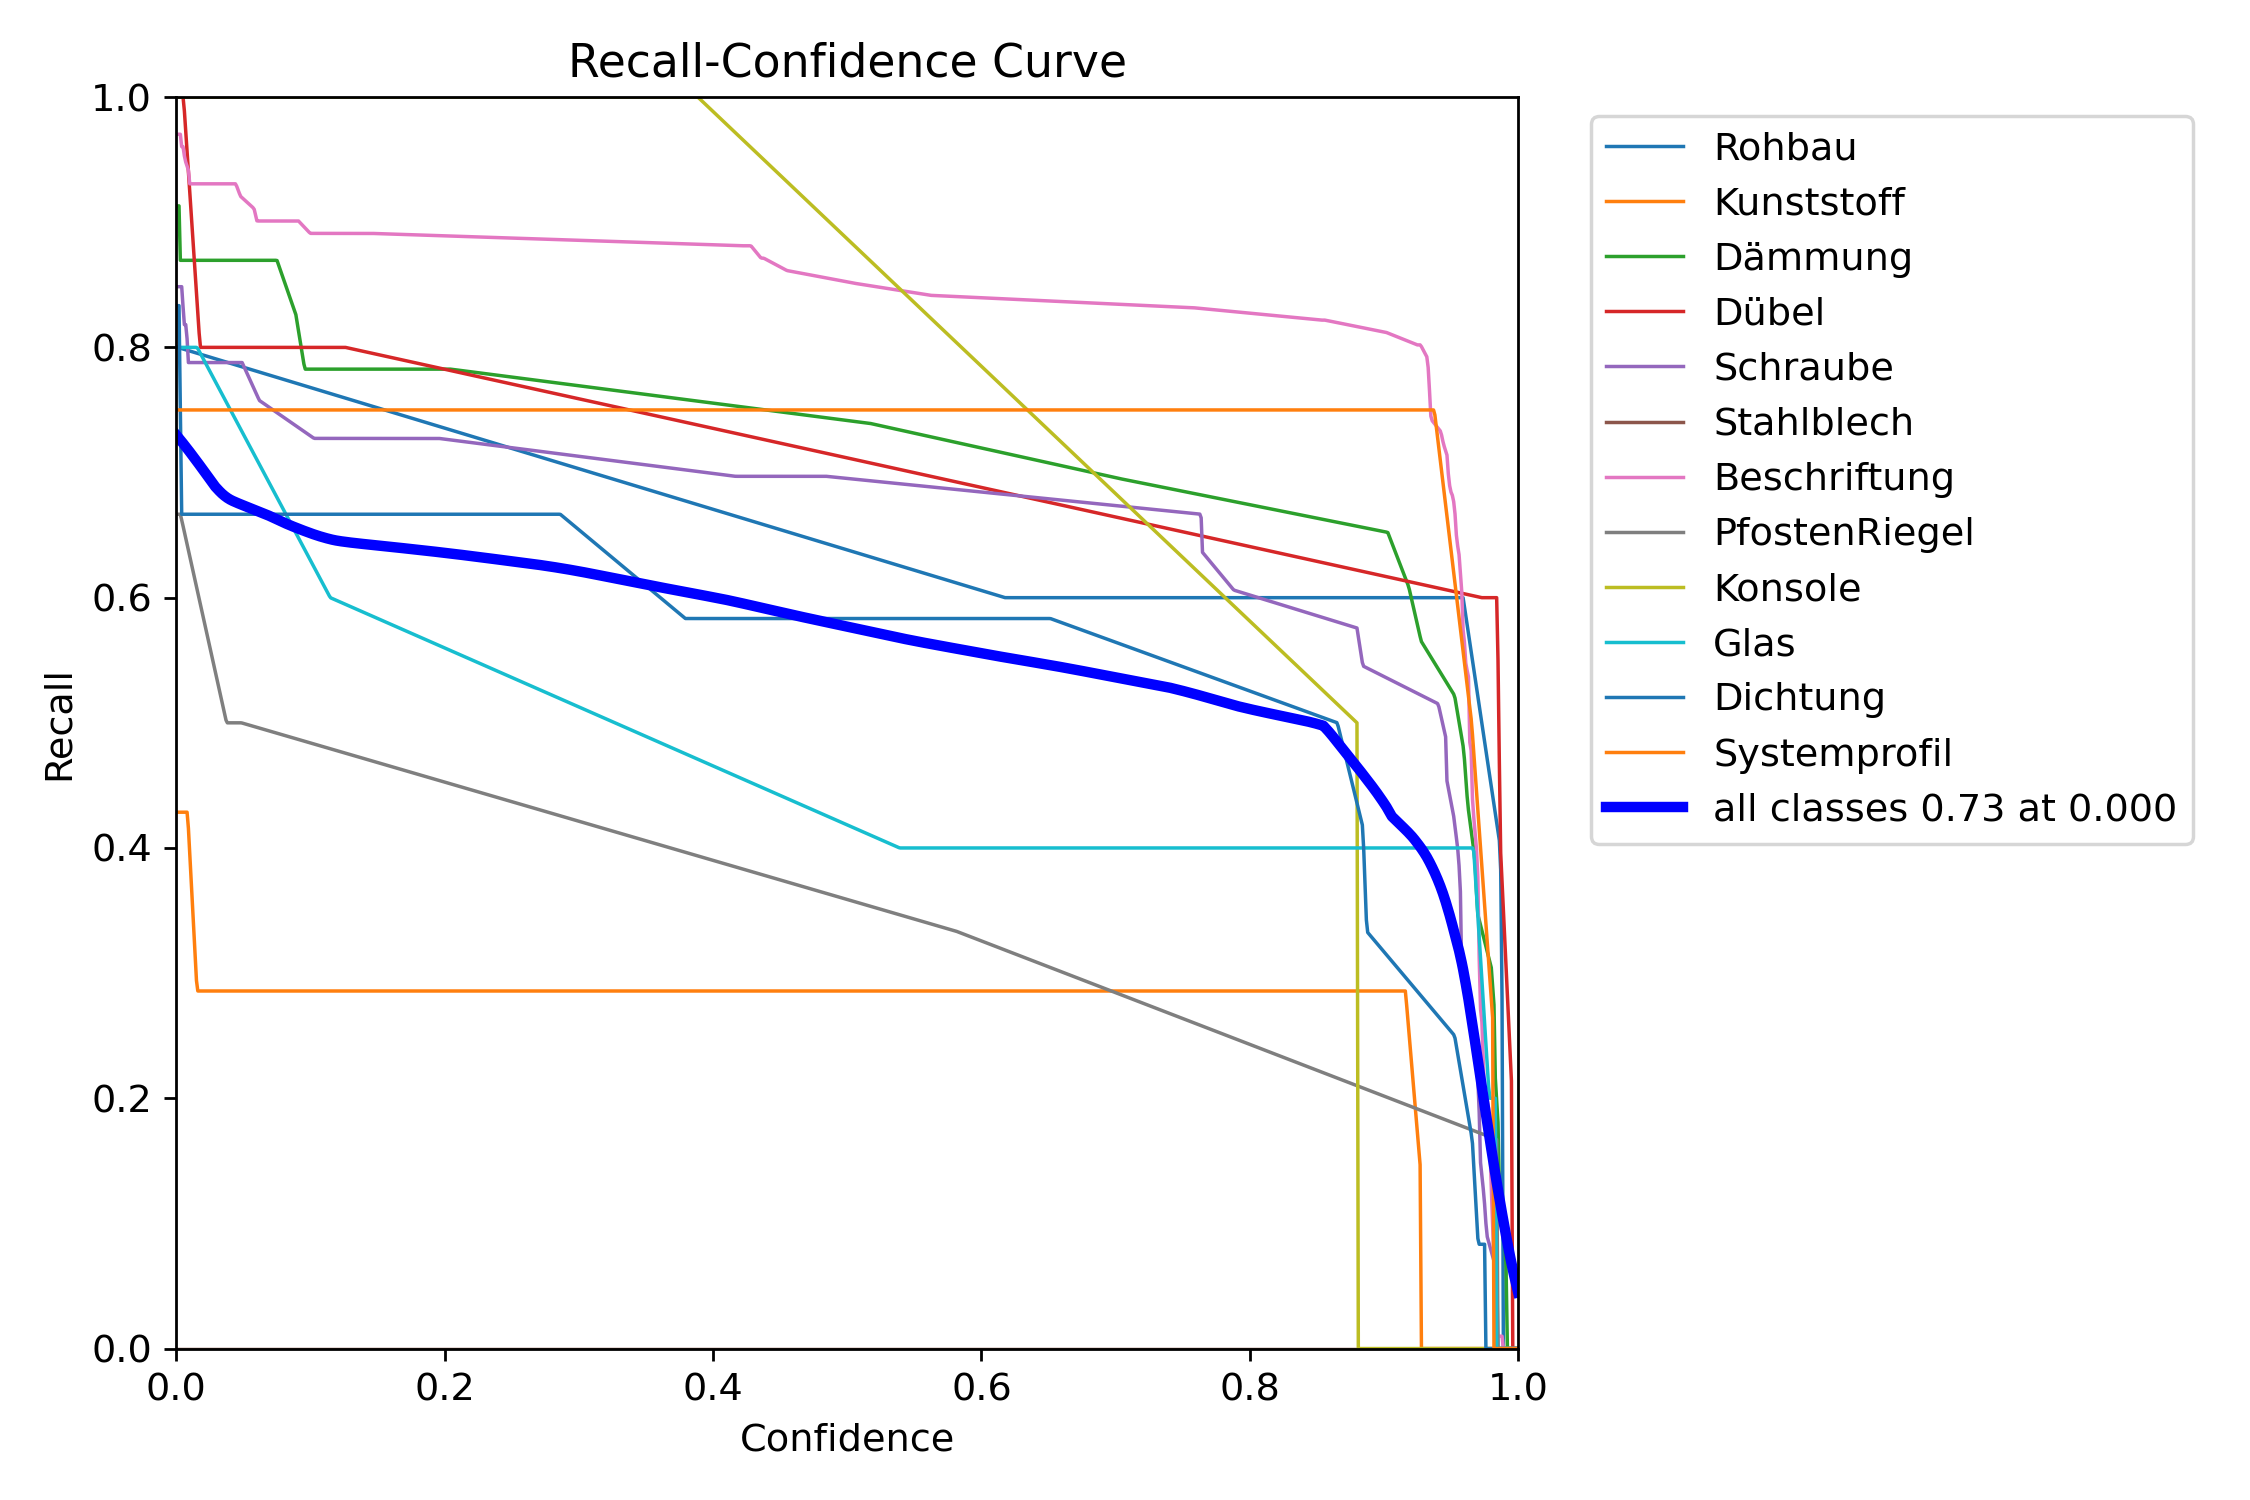 Recall-Confidence Curve
1.0
0.8
0.6
0.4
0.2
0.0
Recall
0.0 0.2 0.4 0.6 0.8 1.0
Confidence
Rohbau
Kunststoff
Dämmung
Dübel
Schraube
Stahlblech
Beschriftung
PfostenRiegel
Konsole
Glas
Dichtung
Systemprofil
all classes 0.73 at 0.000